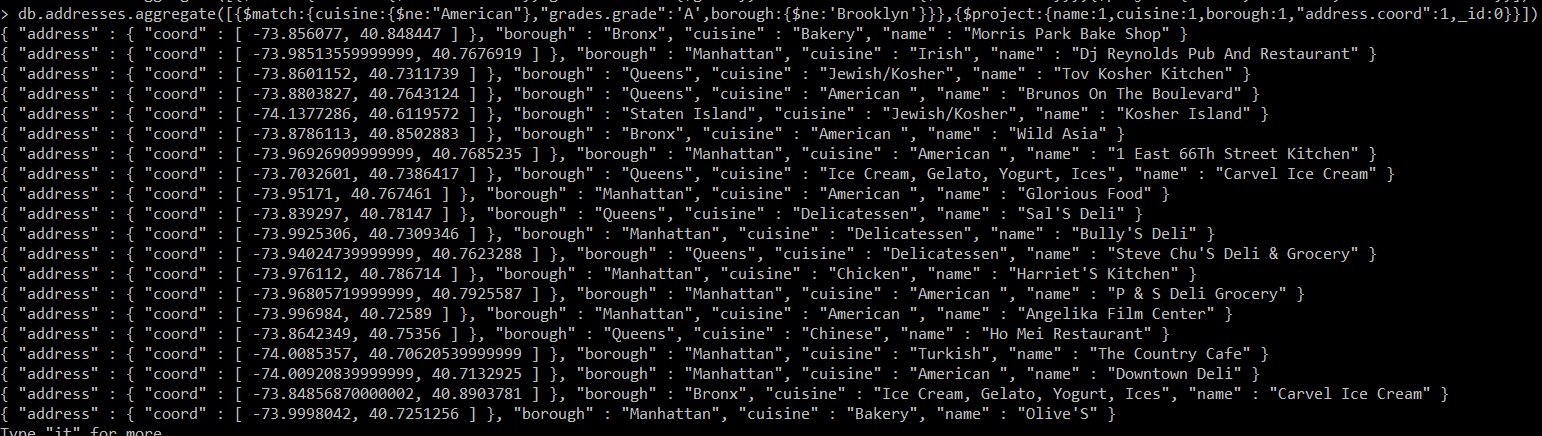 > db.addresses.aggregate([{$match:{cuisine:{$ne:"American"},"grades.grade":'A',borough:{$ne:'Brooklyn'}}},{$project:{name:1,cuisine:1,borough:1,"address.coord":1,_id:0}}])
{ "address" : { "coord" : [ -73.856077, 40.848447 ] }, "borough" : "Bronx", "cuisine" : "Bakery", "name" : "Morris Park Bake Shop" }
{ "address" : { "coord" : [ -73.98513559999999, 40.7676919 ] }, "borough" : "Manhattan", "cuisine" : "Irish", "name" : "Dj Reynolds Pub And Restaurant" }
{ "address" : { "coord" : [ -73.8601152, 40.7311739 ] }, "borough" : "Queens", "cuisine" : "Jewish/Kosher", "name" : "Tov Kosher Kitchen" }
{ "address" : { "coord" : [ -73.8803827, 40.7643124 ] }, "borough" : "Queens", "cuisine" : "American ", "name" : "Brunos On The Boulevard" }
{ "address" : { "coord" : [ -74.1377286, 40.6119572 ] }, "borough" : "Staten Island", "cuisine" : "Jewish/Kosher", "name" : "Kosher Island" }
{ "address" : { "coord" : [ -73.8786113, 40.8502883 ] }, "borough" : "Bronx", "cuisine" : "American ", "name" : "Wild Asia" }
{ "address" : { "coord" : [ -73.96926909999999, 40.7685235 ] }, "borough" : "Manhattan", "cuisine" : "American ", "name" : "1 East 66Th Street Kitchen" }
{ "address" : { "coord" : [ -73.7032601, 40.7386417 ] }, "borough" : "Queens", "cuisine" : "Ice Cream, Gelato, Yogurt, Ices", "name" : "Carvel Ice Cream" }
{ "address" : { "coord" : [ -73.95171, 40.767461 ] }, "borough" : "Manhattan", "cuisine" : "American ", "name" : "Glorious Food" }
{ "address" : { "coord" : [ -73.839297, 40.78147 ] }, "borough" : "Queens", "cuisine" : "Delicatessen", "name" : "Sal'S Deli" }
{ "address" : { "coord" : [ -73.9925306, 40.7309346 ] }, "borough" : "Manhattan", "cuisine" : "Delicatessen", "name" : "Bully'S Deli" }
{ "address" : { "coord" : [ -73.94024739999999, 40.7623288 ] }, "borough" : "Queens", "cuisine" : "Delicatessen", "name" : "Steve Chu'S Deli & Grocery" }
{ "address" : { "coord" : [ -73.976112, 40.786714 ] }, "borough" : "Manhattan", "cuisine" : "Chicken", "name" : "Harriet'S Kitchen" }
{ "address" : { "coord" : [ -73.96805719999999, 40.7925587 ] }, "borough" : "Manhattan", "cuisine" : "American ", "name" : "P & S Deli Grocery" }
{ "address" : { "coord" : [ -73.996984, 40.72589 ] }, "borough" : "Manhattan", "cuisine" : "American ", "name" : "Angelika Film Center" }
{ "address" : { "coord" : [ -73.8642349, 40.75356 ] }, "borough" : "Queens", "cuisine" : "Chinese", "name" : "Ho Mei Restaurant" }
{ "address" : { "coord" : [ -74.0085357, 40.70620539999999 ] }, "borough" : "Manhattan", "cuisine" : "Turkish", "name" : "The Country Cafe" }
{ "address" : { "coord" : [ -74.00920839999999, 40.7132925 ] }, "borough" : "Manhattan", "cuisine" : "American ", "name" : "Downtown Deli" }
{ "address" : { "coord" : [ -73.84856870000002, 40.8903781 ] }, "borough" : "Bronx", "cuisine" : "Ice Cream, Gelato, Yogurt, Ices", "name" : "Carvel Ice Cream" }
{ "address" : { "coord" : [ -73.9998042, 40.7251256 ] }, "borough" : "Manhattan", "cuisine" : "Bakery", "name" : "Olive'S" }
Type "it" for more